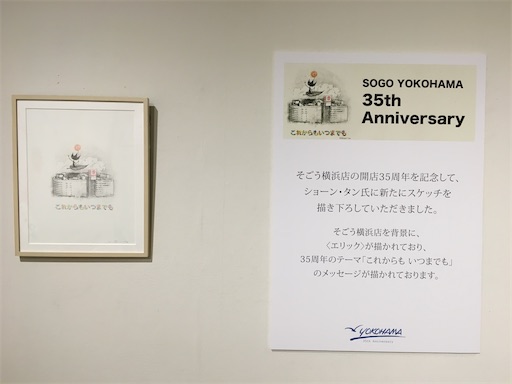 これからもいつまでも
SOGO YOKOHAMA
35th
Anniversary
これからもいつまでも
そごう横浜店の開店35周年を記念して、
ショーン・タン氏に新たにスケッチを
描き下ろしていただきました。
そごう横浜店を背景に、
〈エリック〉が描かれており、
35周年のテーマ「これからも いつまでも」
のメッセージが描かれております。
YOKOHAMA